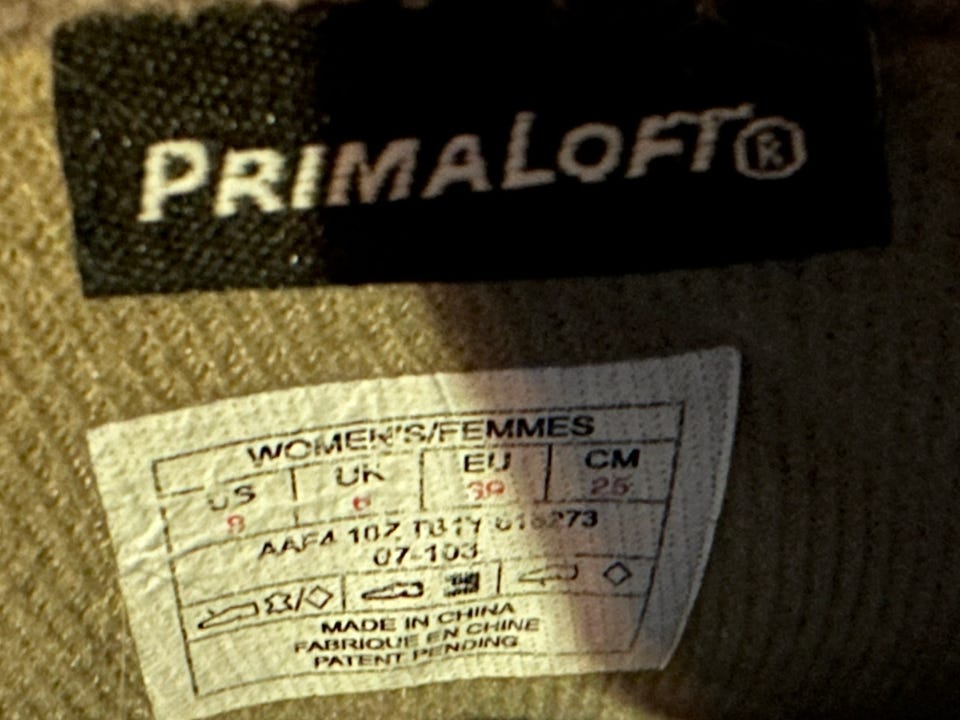 PRIMALOFT®
WOMEN'S/FEMMES
US UK EU CM
8 6 39 25
07-103
MADE IN CHINA
FABRIQUE EN CHINE
PATENT PENDING